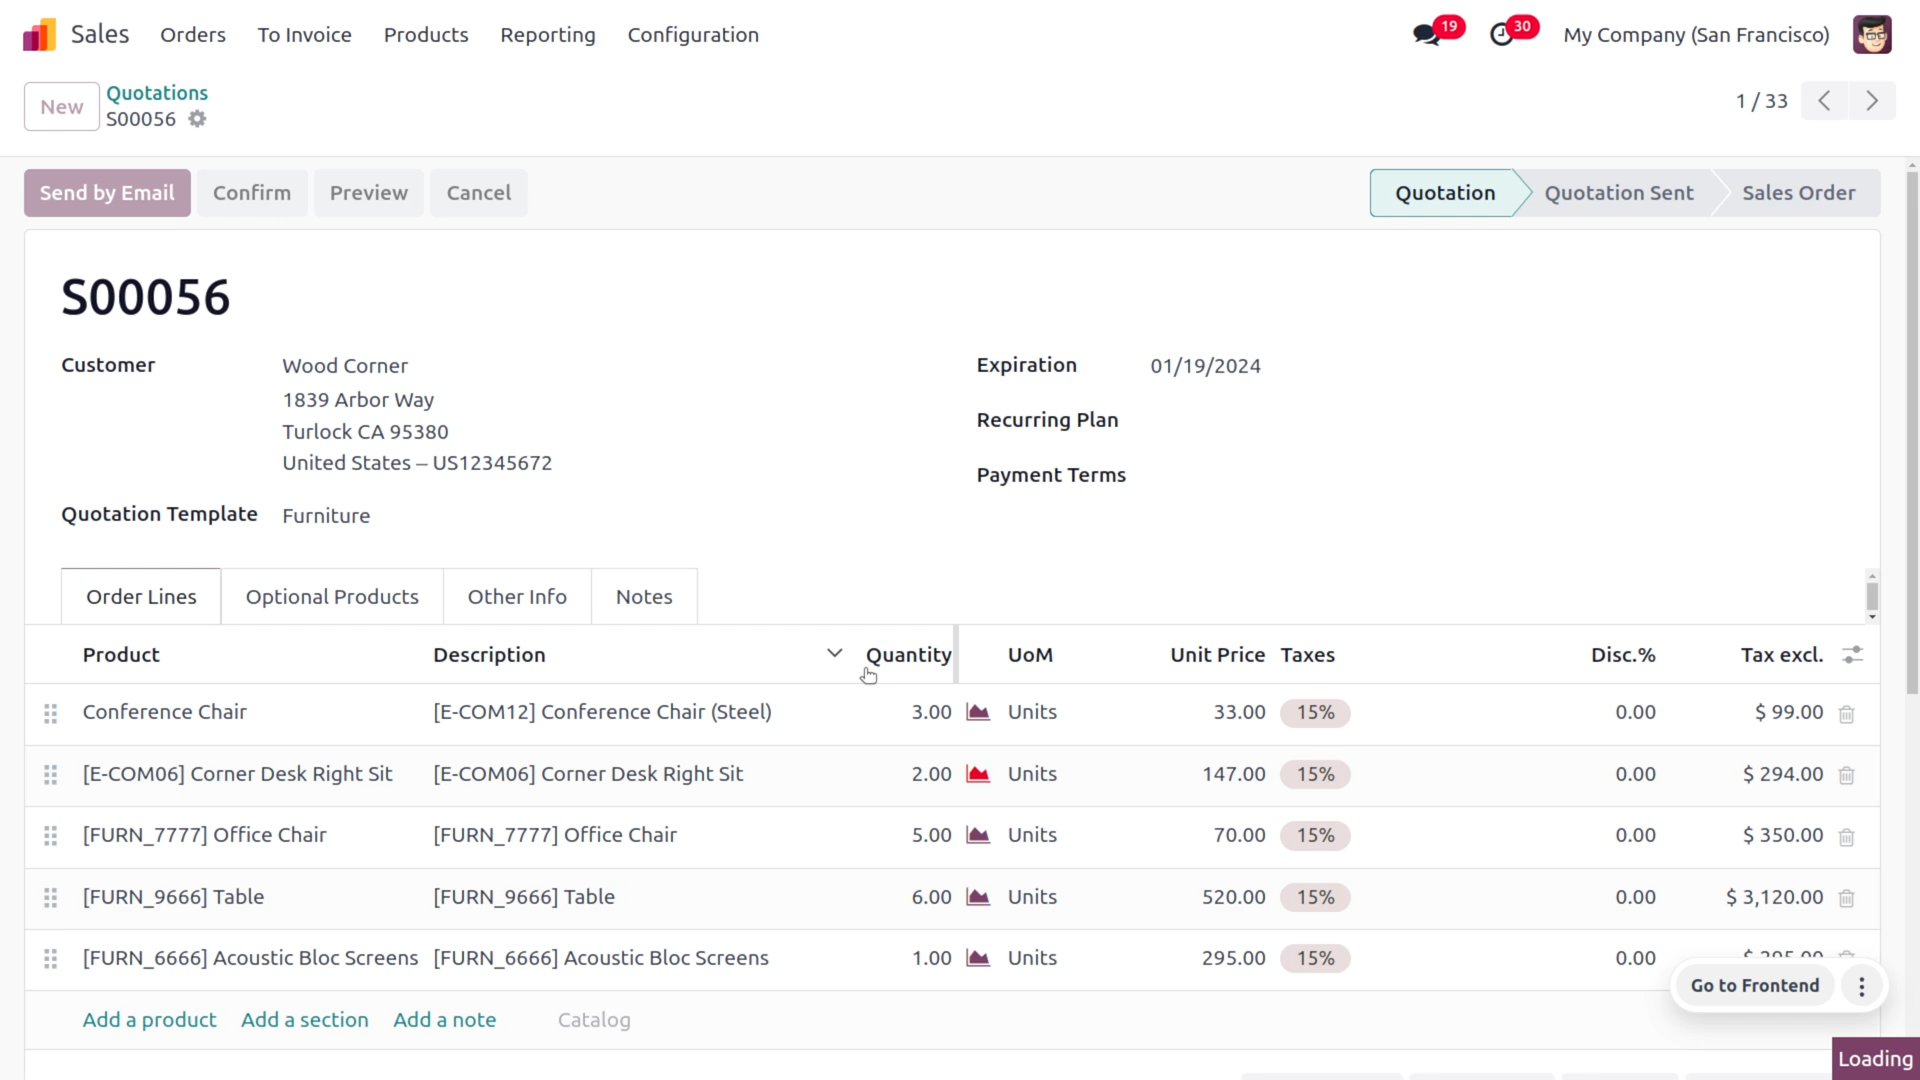 Sales Orders To Invoice Products Reporting Configuration 19 30 My Company (San Francisco)
New Quotations
S00056
1 / 33
Send by Email Confirm Preview Cancel Quotation Quotation Sent Sales Order
S00056
Customer Wood Corner Expiration 01/19/2024
1839 Arbor Way
Turlock CA 95380 Recurring Plan
United States – US12345672 Payment Terms
Quotation Template Furniture
Order Lines Optional Products Other Info Notes
Product Description Quantity UoM Unit Price Taxes Disc.% Tax excl.
Conference Chair [E-COM12] Conference Chair (Steel) 3.00 Units 33.00 15% 0.00 $ 99.00
[E-COM06] Corner Desk Right Sit [E-COM06] Corner Desk Right Sit 2.00 Units 147.00 15% 0.00 $ 294.00
[FURN_7777] Office Chair [FURN_7777] Office Chair 5.00 Units 70.00 15% 0.00 $ 350.00
[FURN_9666] Table [FURN_9666] Table 6.00 Units 520.00 15% 0.00 $ 3,120.00
[FURN_6666] Acoustic Bloc Screens [FURN_6666] Acoustic Bloc Screens 1.00 Units 295.00 15% 0.00
Go to Frontend
Add a product Add a section Add a note Catalog
Loading